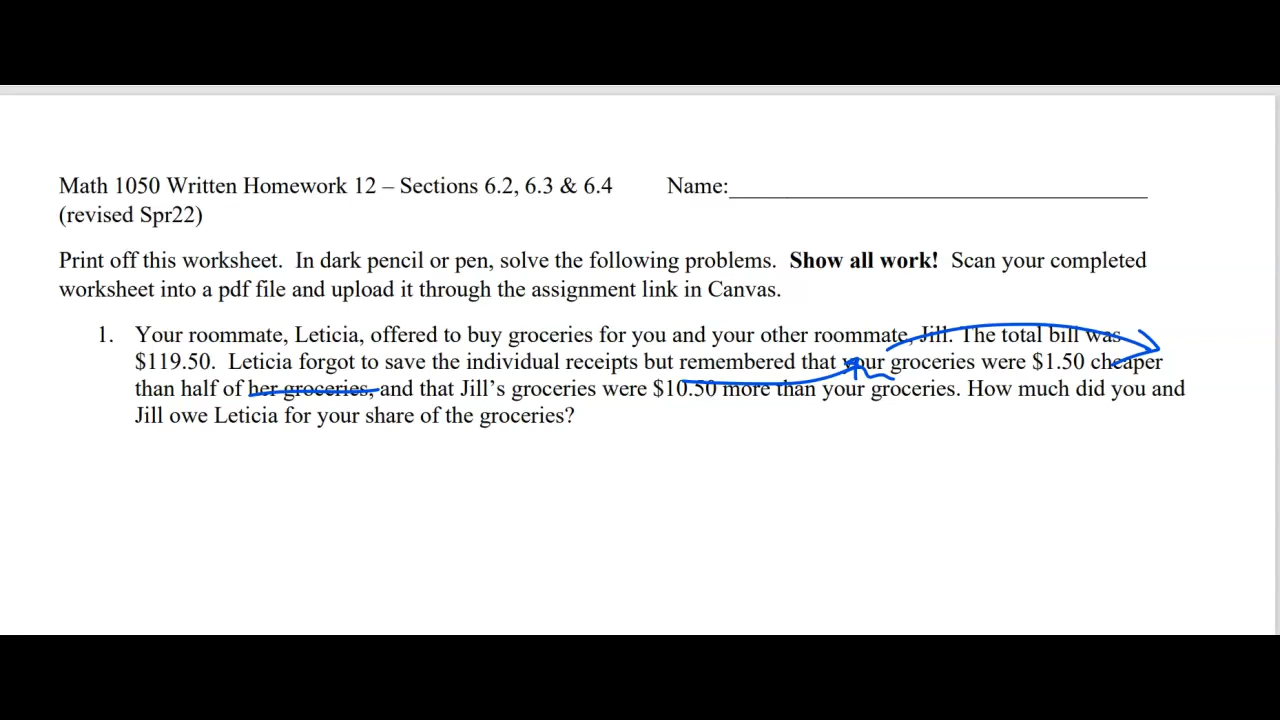 Math 1050 Written Homework 12 – Sections 6.2, 6.3 & 6.4 Name:
(revised Spr22)
Print off this worksheet. In dark pencil or pen, solve the following problems. Show all work! Scan your completed
worksheet into a pdf file and upload it through the assignment link in Canvas.
1. Your roommate, Leticia, offered to buy groceries for you and your other roommate, Jill. The total bill was
$119.50. Leticia forgot to save the individual receipts but remembered that your groceries were $1.50 cheaper
than half of her groceries, and that Jill's groceries were $10.50 more than your groceries. How much did you and
Jill owe Leticia for your share of the groceries?